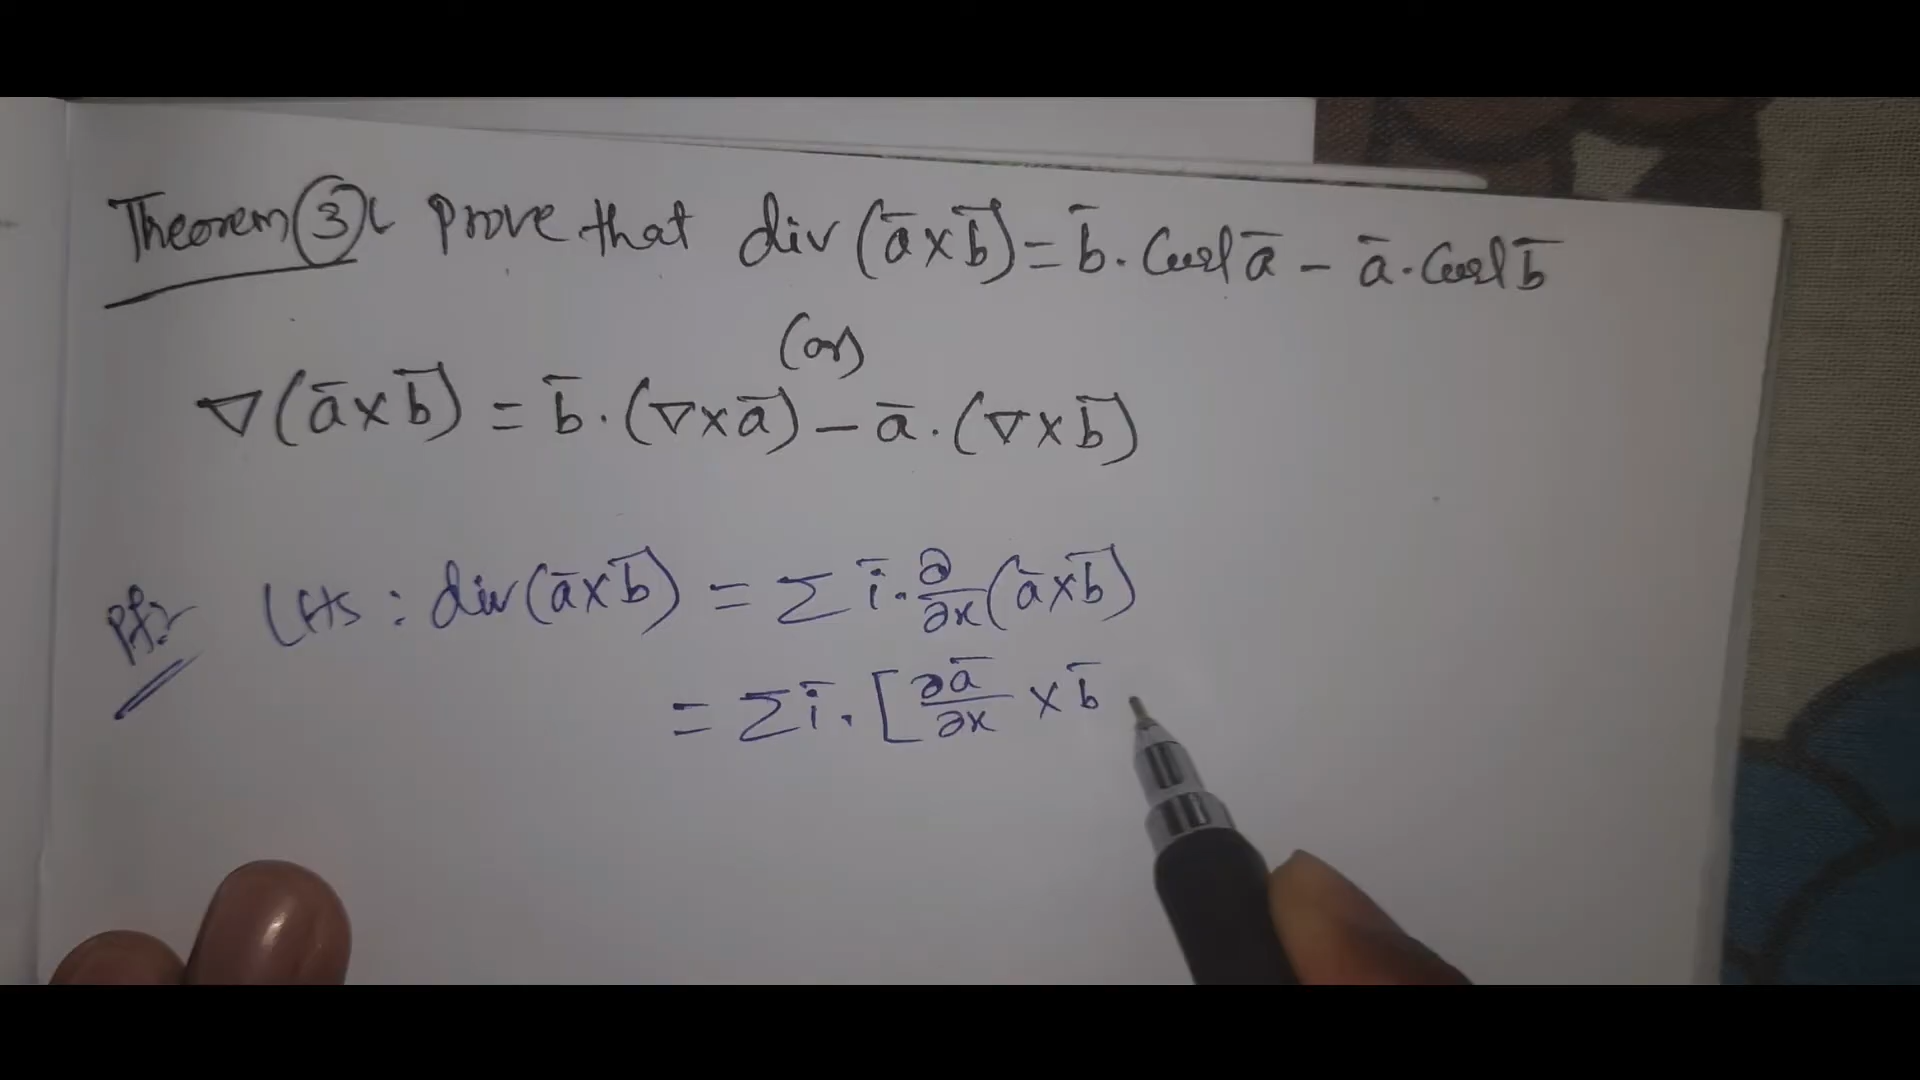 Theorem ③ Prove that div (a̅ × b̅) = b̅ . Curl a̅ − a̅ . Curl b̅
(or)
∇ (a̅ × b̅) = b̅ . (∇ × a̅) − a̅ . (∇ × b̅)
Pf:- LHS : div (a̅ × b̅) = Σ i̅ . ∂/∂x (a̅ × b̅)
= Σ i̅ . [ ∂a̅/∂x × b̅